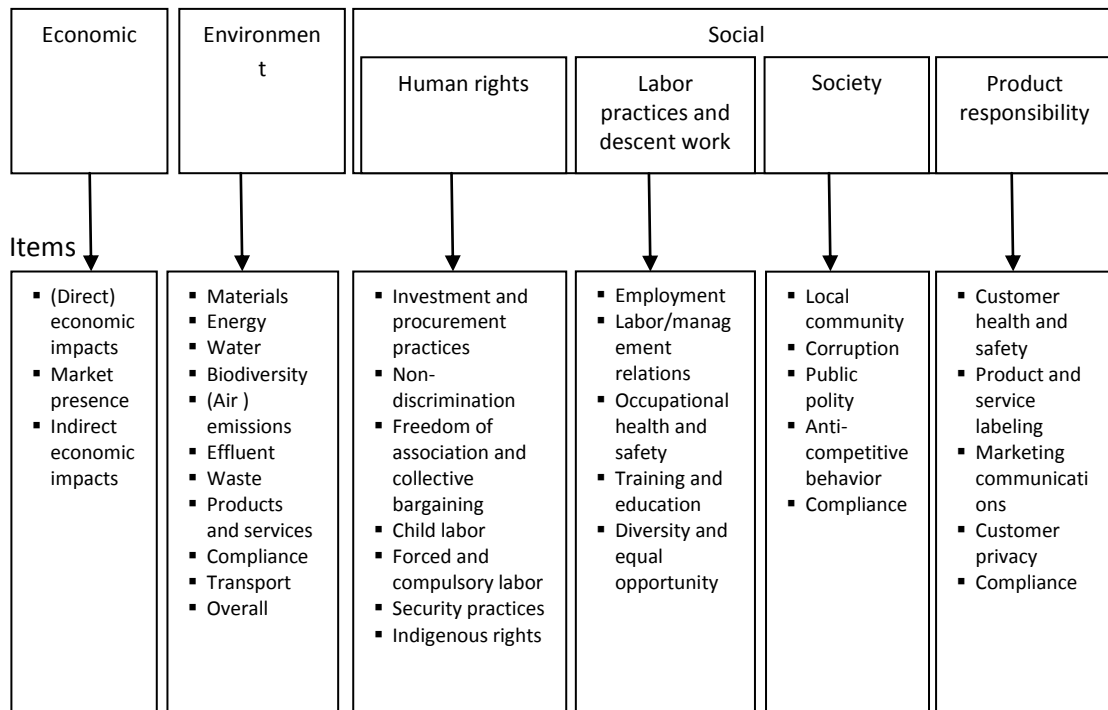 Economic
Environmen
t
Social
Human rights
Labor
practices and
descent work
Society
Product
responsibility
Items
▪ (Direct)
economic
impacts
▪ Market
presence
▪ Indirect
economic
impacts
▪ Materials
▪ Energy
▪ Water
▪ Biodiversity
▪ (Air )
emissions
▪ Effluent
▪ Waste
▪ Products
and services
▪ Compliance
▪ Transport
▪ Overall
▪ Investment and
procurement
practices
▪ Non-
discrimination
▪ Freedom of
association and
collective
bargaining
▪ Child labor
▪ Forced and
compulsory labor
▪ Security practices
▪ Indigenous rights
▪ Employment
▪ Labor/manag
ement
relations
▪ Occupational
health and
safety
▪ Training and
education
▪ Diversity and
equal
opportunity
▪ Local
community
▪ Corruption
▪ Public
polity
▪ Anti-
competitive
behavior
▪ Compliance
▪ Customer
health and
safety
▪ Product and
service
labeling
▪ Marketing
communicati
ons
▪ Customer
privacy
▪ Compliance